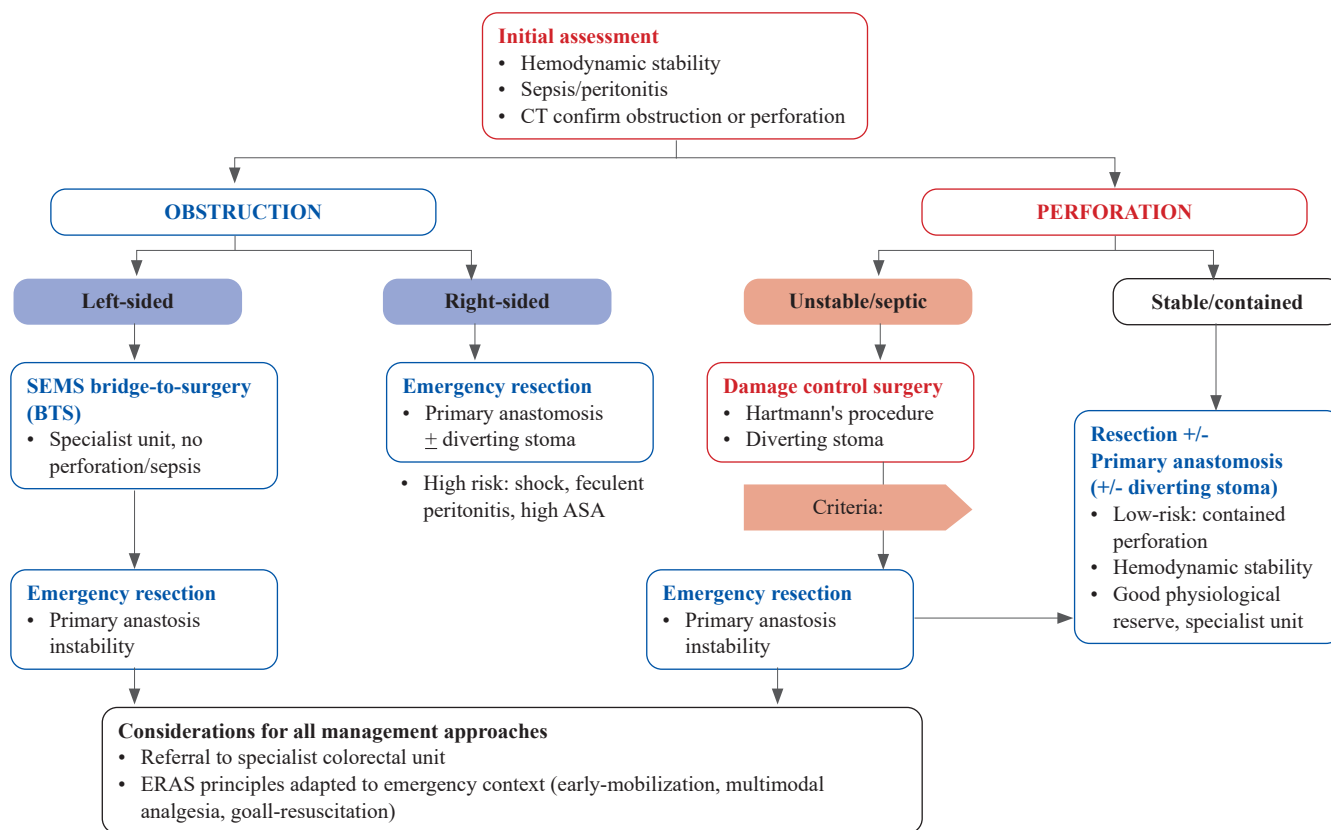 Initial assessment
• Hemodynamic stability
• Sepsis/peritonitis
• CT confirm obstruction or perforation
OBSTRUCTION
PERFORATION
Left-sided
Right-sided
Unstable/septic
Stable/contained
SEMS bridge-to-surgery
(BTS)
• Specialist unit, no
perforation/sepsis
Emergency resection
• Primary anastomosis
± diverting stoma
• High risk: shock, feculent
peritonitis, high ASA
Damage control surgery
• Hartmann's procedure
• Diverting stoma
Criteria:
Resection +/-
Primary anastomosis
(+/- diverting stoma)
• Low-risk: contained
perforation
• Hemodynamic stability
• Good physiological
reserve, specialist unit
Emergency resection
• Primary anastosis
instability
Emergency resection
• Primary anastosis
instability
Considerations for all management approaches
• Referral to specialist colorectal unit
• ERAS principles adapted to emergency context (early-mobilization, multimodal
analgesia, goall-resuscitation)